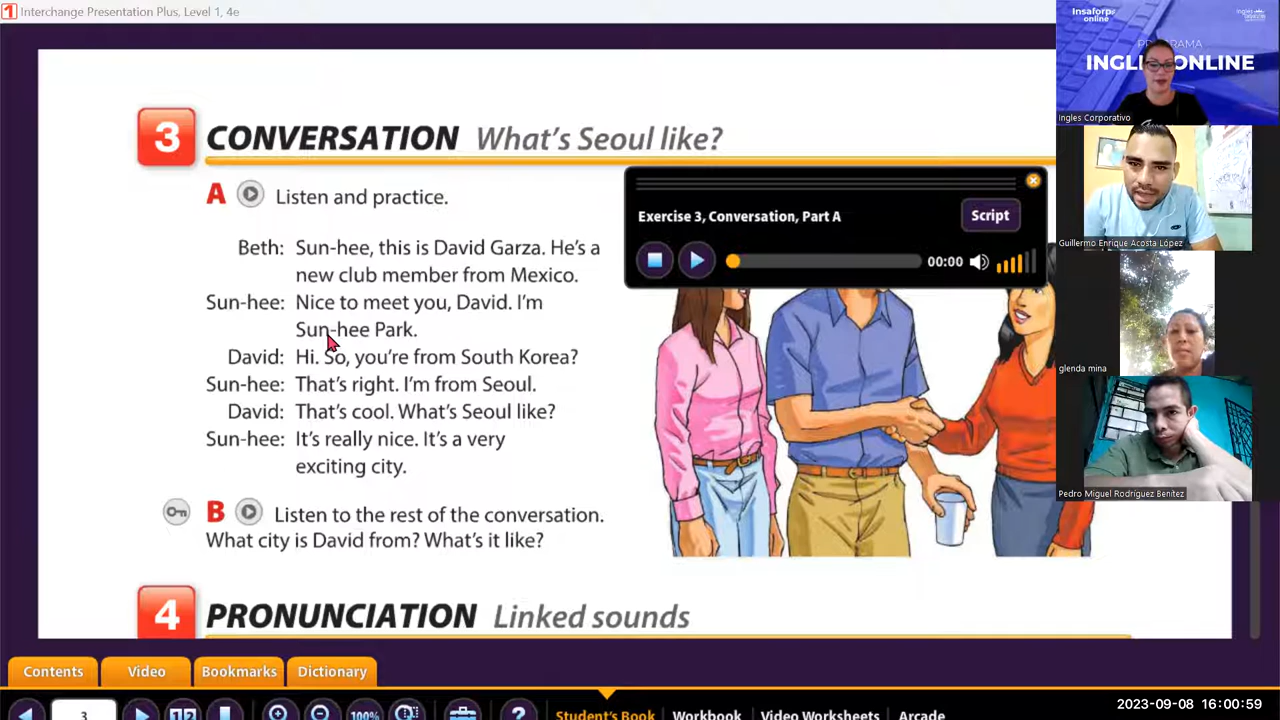 Interchange Presentation Plus, Level 1, 4e
3 CONVERSATION What's Seoul like?
A Listen and practice.
Beth: Sun-hee, this is David Garza. He's a
new club member from Mexico.
Sun-hee: Nice to meet you, David. I'm
Sun-hee Park.
David: Hi. So, you're from South Korea?
Sun-hee: That's right. I'm from Seoul.
David: That's cool. What's Seoul like?
Sun-hee: It's really nice. It's a very
exciting city.
B Listen to the rest of the conversation.
What city is David from? What's it like?
4 PRONUNCIATION Linked sounds
Exercise 3, Conversation, Part A
Script
00:00
Insaforp
online
INGL ONLINE
Ingles Corporativo
Guillermo Enrique Acosta López
glenda mina
Pedro Miguel Rodríguez Benítez
Contents Video Bookmarks Dictionary
3 1 2 100% ?
Student's Book Workbook Video Worksheets Arcade
2023-09-08 16:00:59